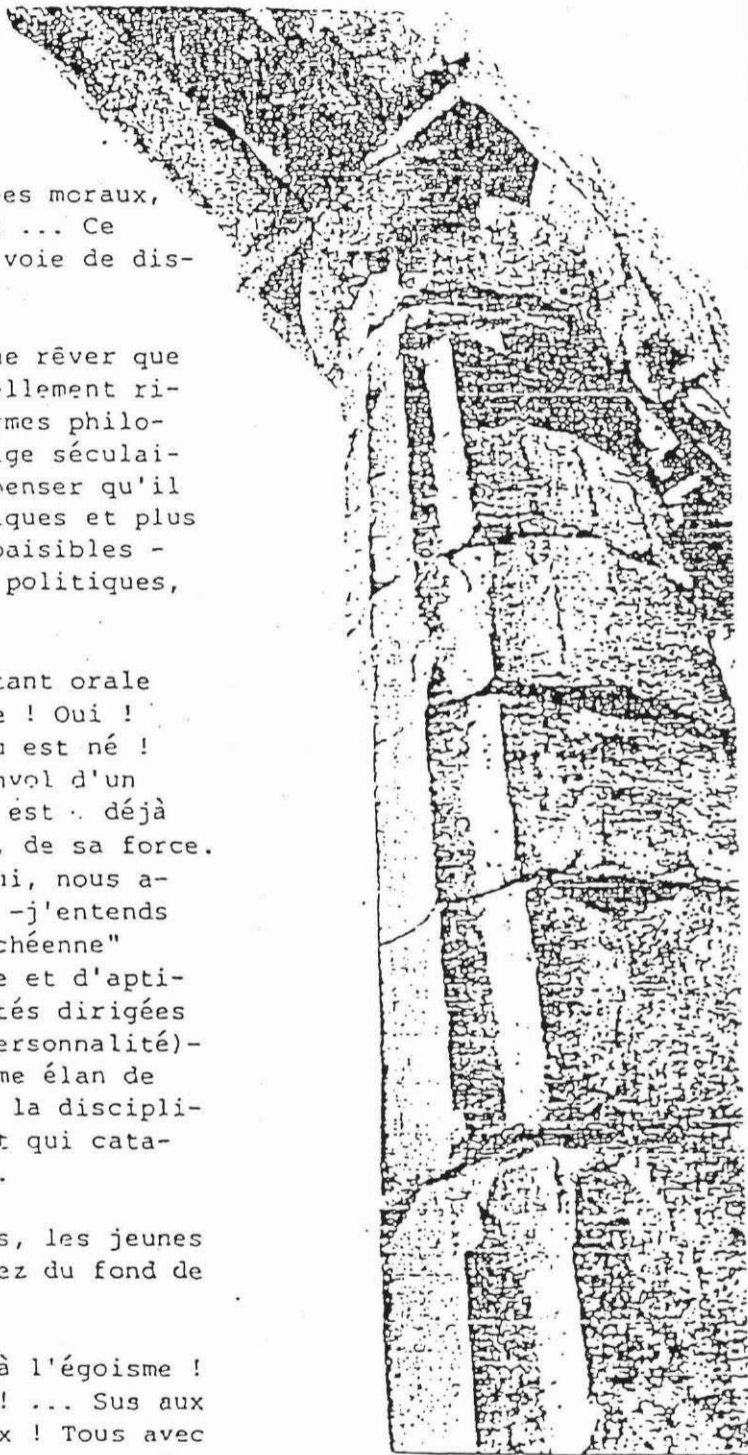 es moraux,
... Ce
voie de dis-
ne rêver que
ellement ri-
rmes philo-
ge séculai-
penser qu'il
iques et plus
paisibles -
politiques,
tant orale
e ! Oui !
u est né !
nvol d'un
est . déjà
, de sa force.
ui, nous a-
-j'entends
chéenne"
e et d'apti-
tés dirigées
ersonnalité)-
me élan de
la discipli-
t qui cata-
.
s, les jeunes
ez du fond de
à l'égoisme !
! ... Sus aux
x ! Tous avec